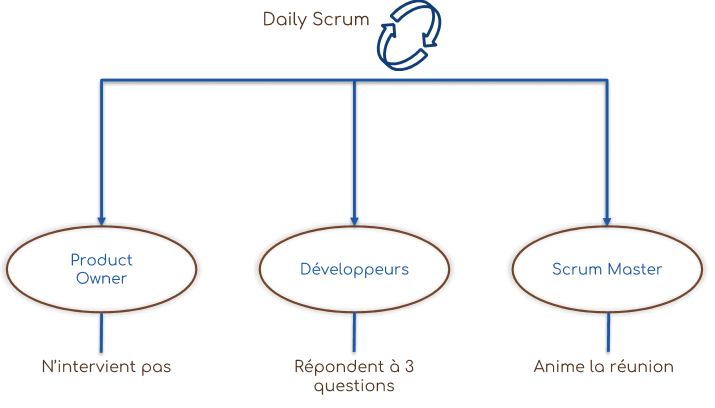 Daily Scrum
Product
Owner
Développeurs
Scrum Master
N'intervient pas
Répondent à 3
questions
Anime la réunion